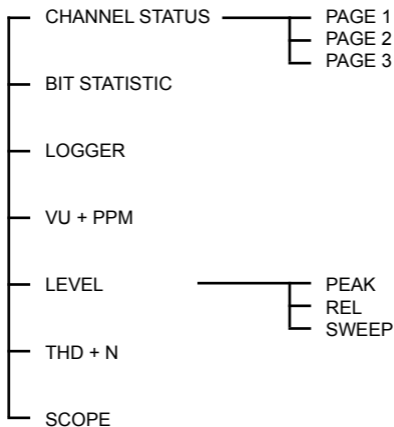 CHANNEL STATUS PAGE 1
PAGE 2
PAGE 3
BIT STATISTIC
LOGGER
VU + PPM
LEVEL PEAK
REL
SWEEP
THD + N
SCOPE